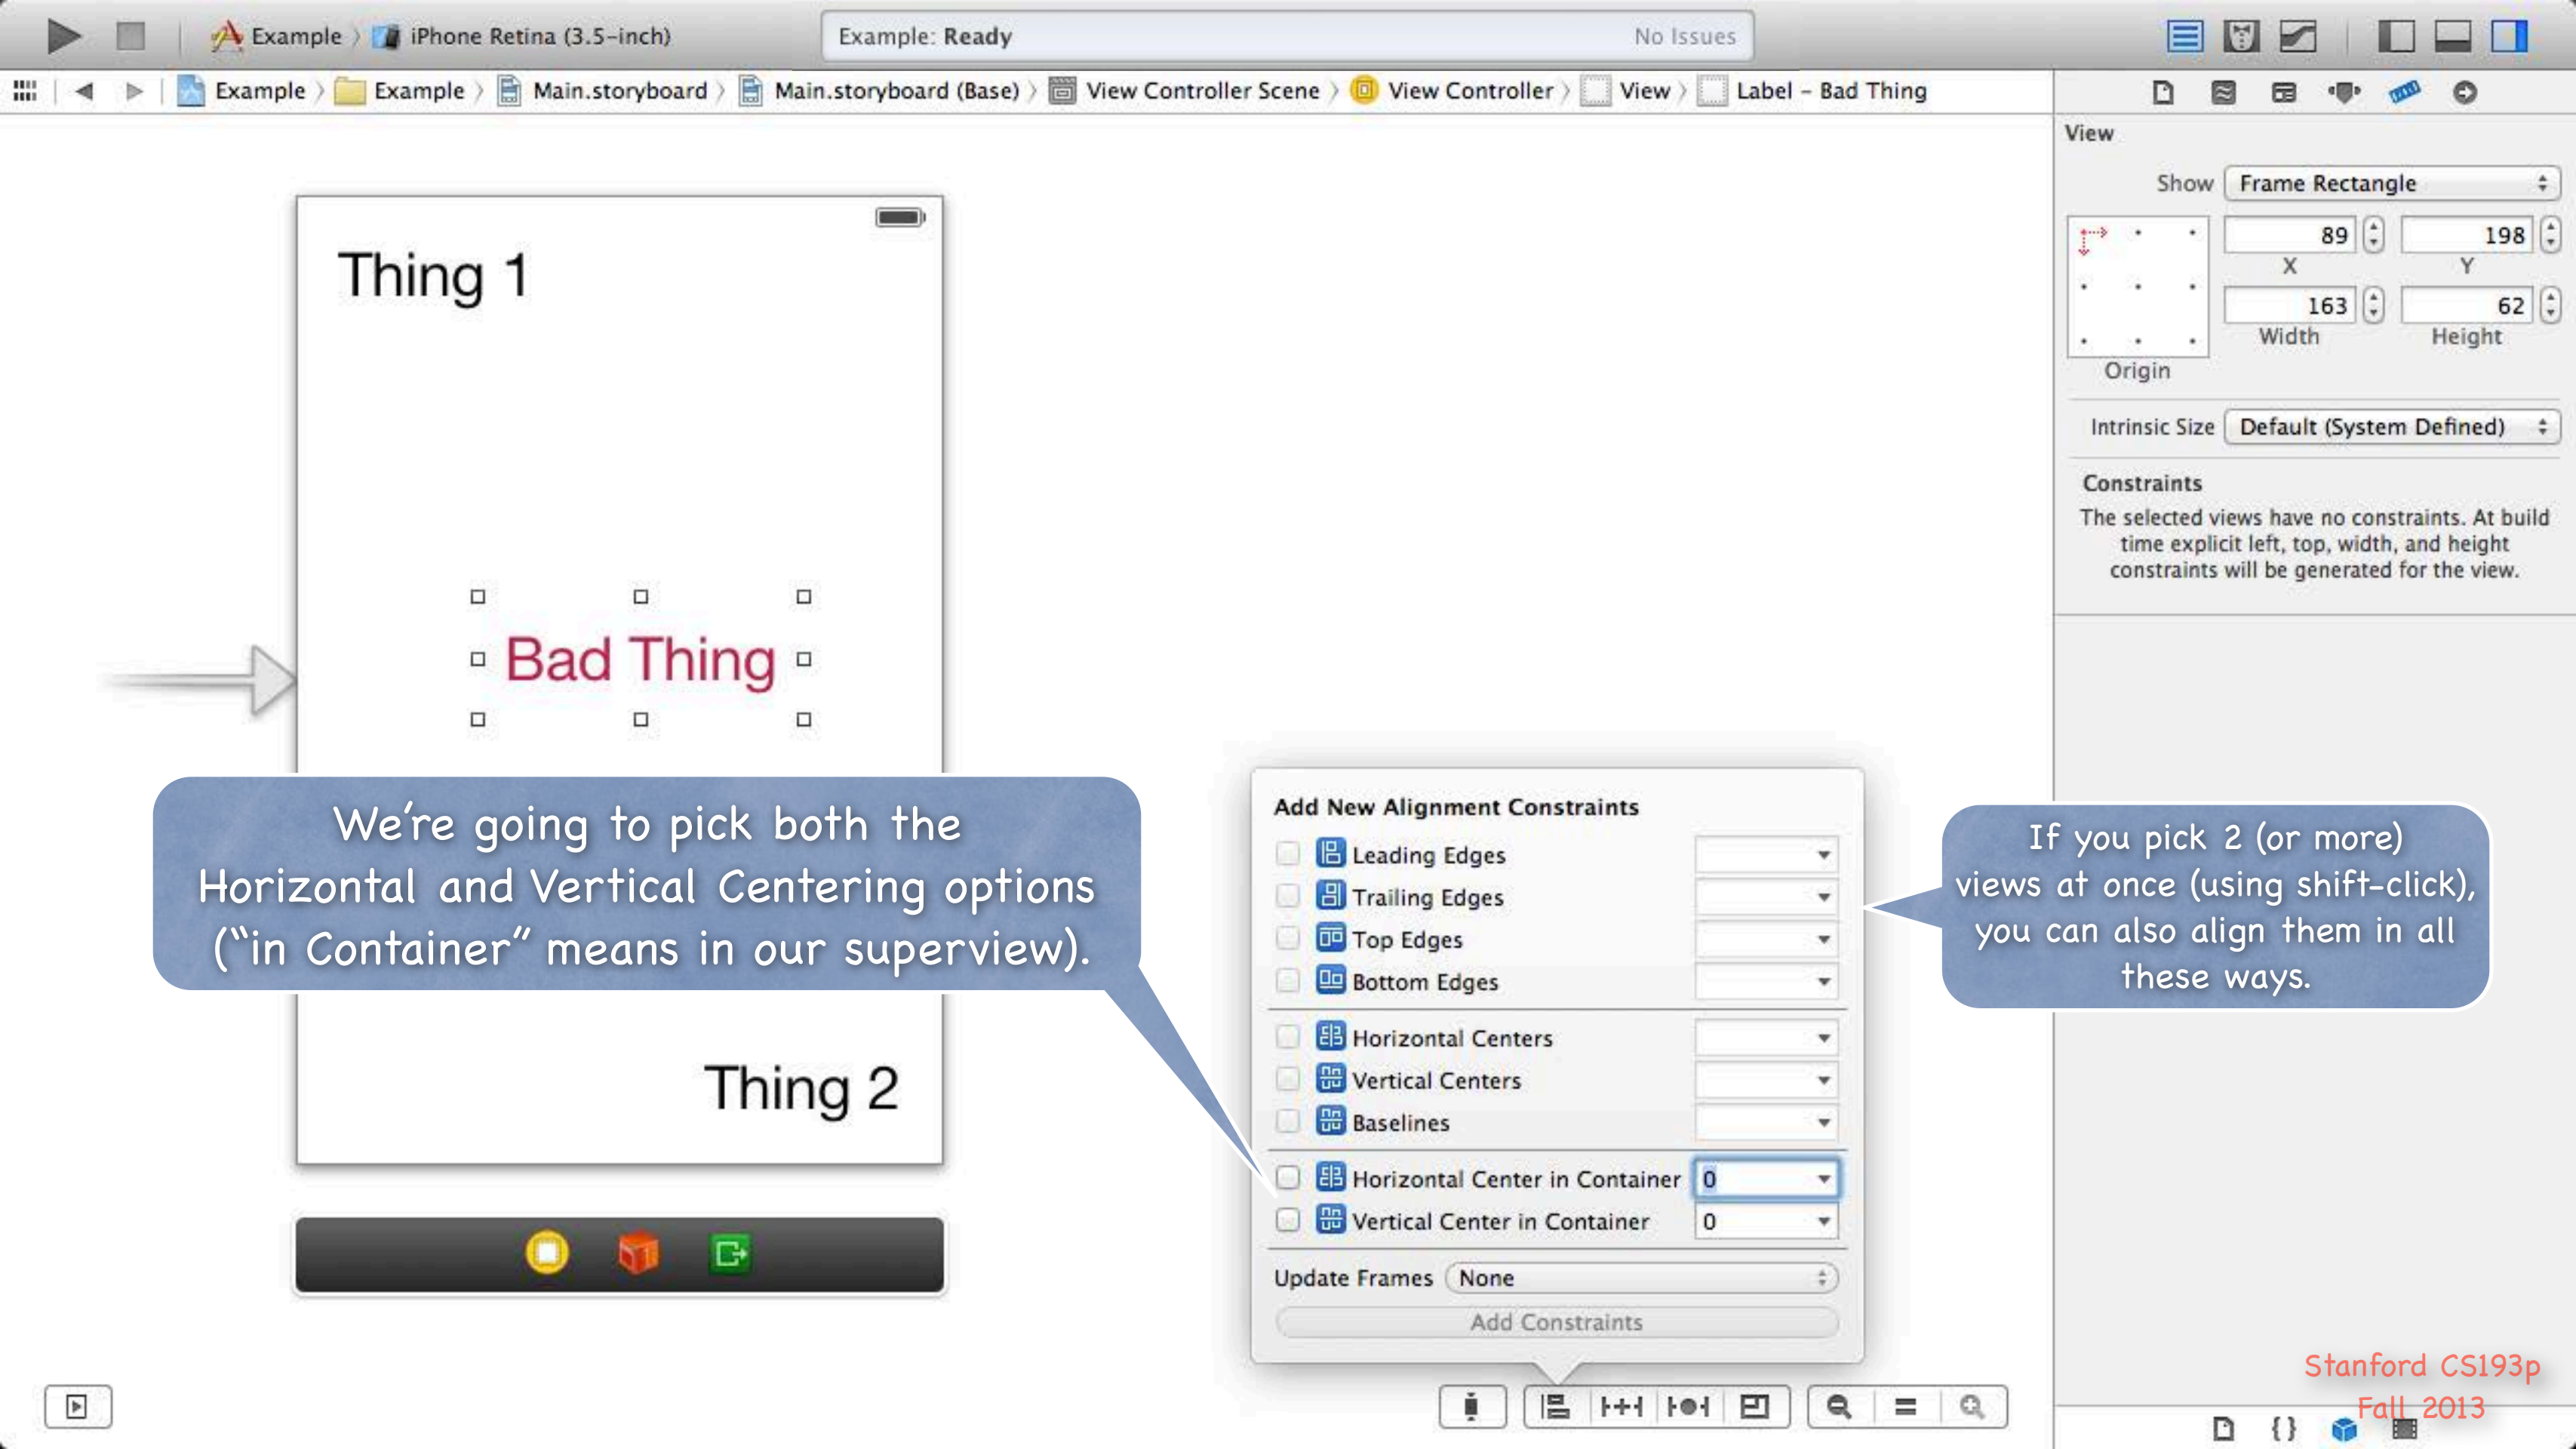 Example > iPhone Retina (3.5-inch)
Example: Ready
No Issues
Example > Example > Main.storyboard > Main.storyboard (Base) > View Controller Scene > View Controller > View > Label - Bad Thing
View
Show Frame Rectangle
89 198
X Y
163 62
Width Height
Origin
Intrinsic Size Default (System Defined)
Constraints
The selected views have no constraints. At build
time explicit left, top, width, and height
constraints will be generated for the view.
Thing 1
Bad Thing
We're going to pick both the
Horizontal and Vertical Centering options
("in Container" means in our superview).
Thing 2
Add New Alignment Constraints
Leading Edges
Trailing Edges
Top Edges
Bottom Edges
Horizontal Centers
Vertical Centers
Baselines
Horizontal Center in Container 0
Vertical Center in Container 0
Update Frames None
Add Constraints
If you pick 2 (or more)
views at once (using shift-click),
you can also align them in all
these ways.
Stanford CS193p
Fall 2013